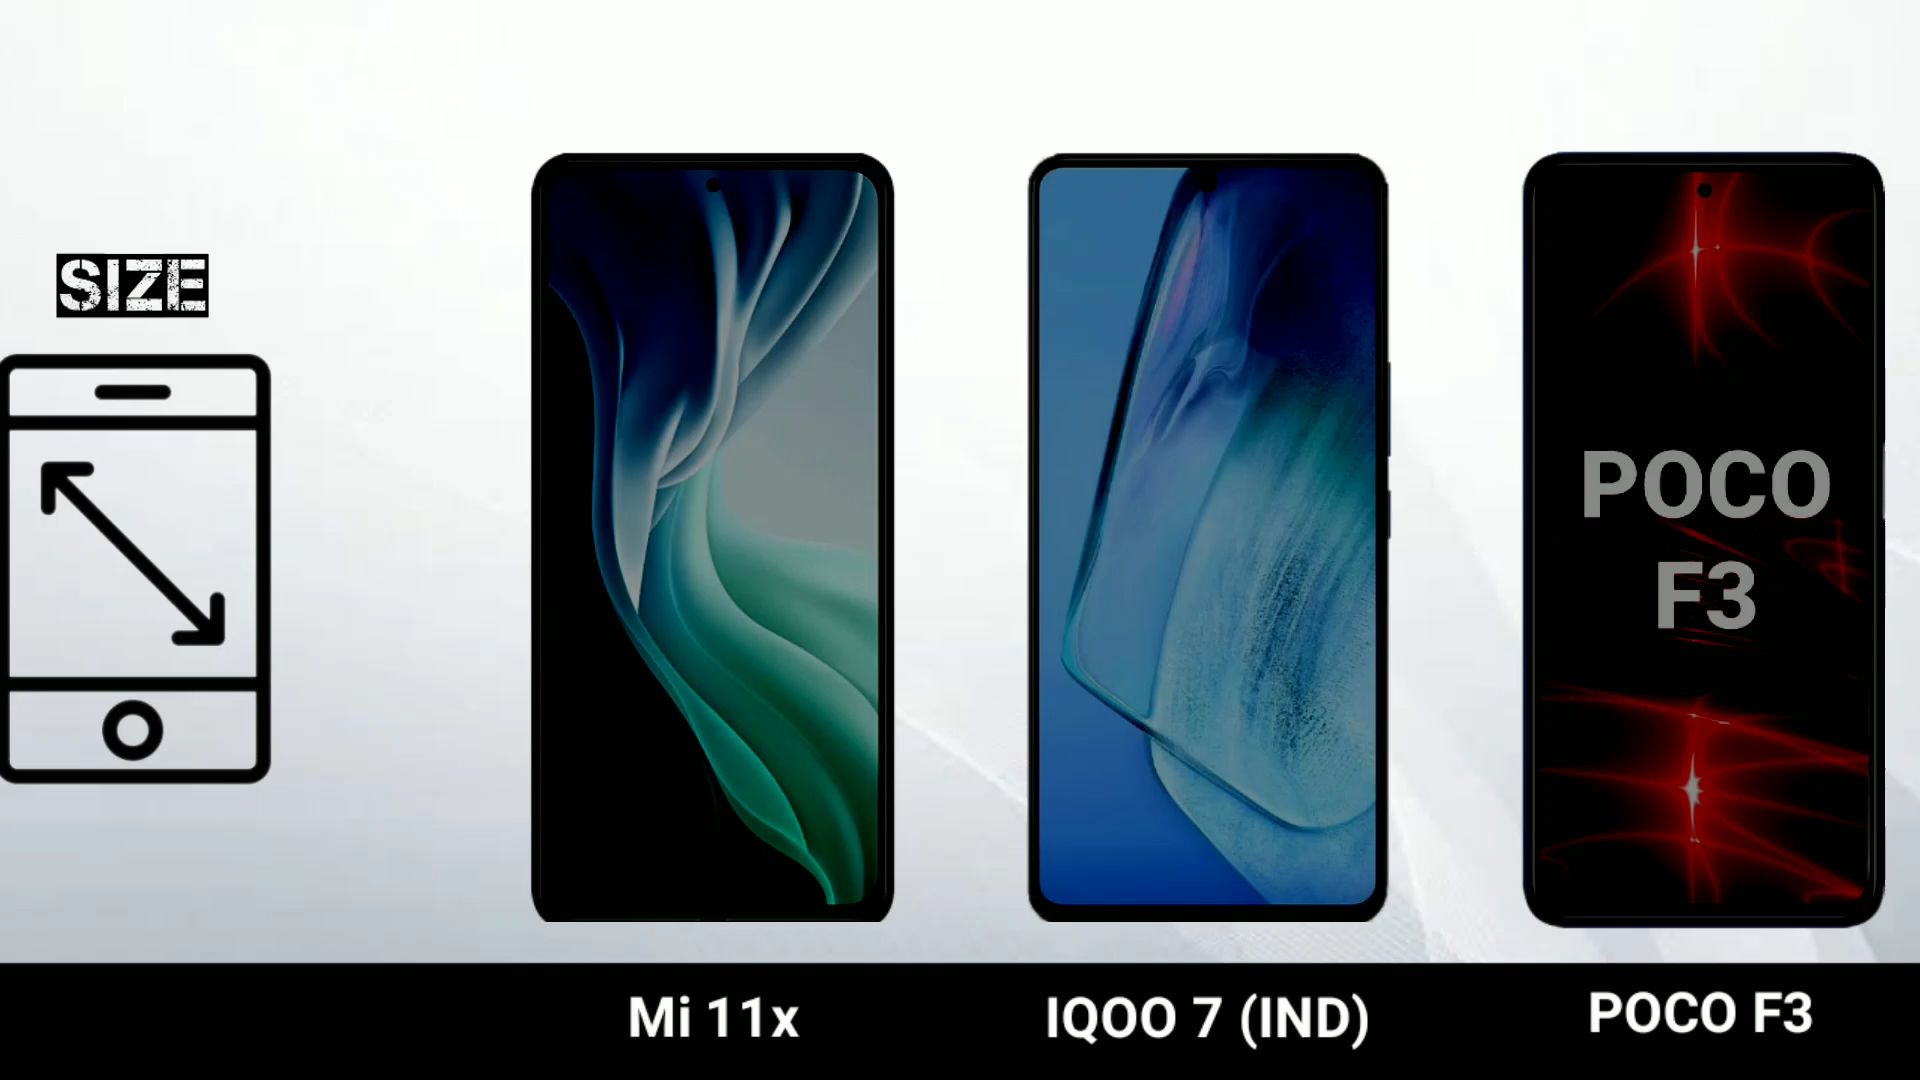 SIZE
POCO
F3
Mi 11x
IQOO 7 (IND)
POCO F3